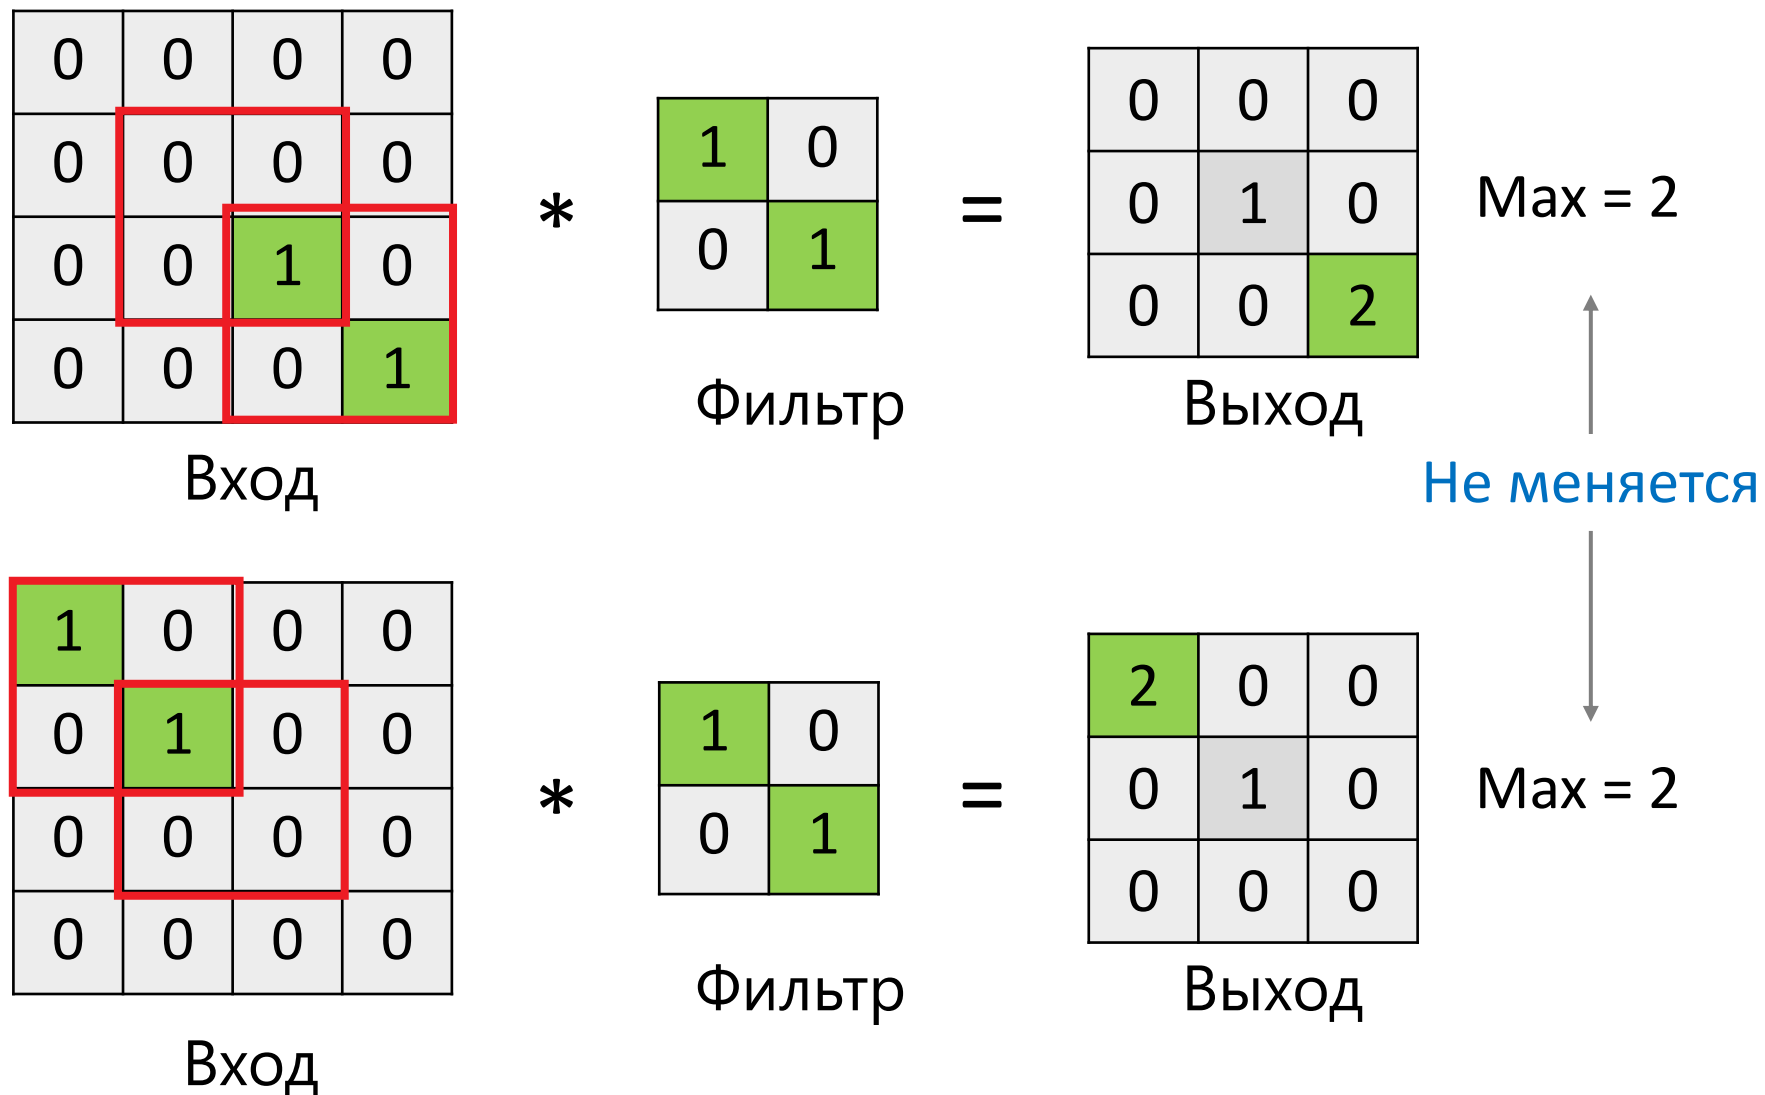 0 0 0 0
0 0 0 0
0 0 1 0
0 0 0 1
Вход
*
1 0
0 1
Фильтр
=
0 0 0
0 1 0
0 0 2
Выход
Max = 2
Не меняется
1 0 0 0
0 1 0 0
0 0 0 0
0 0 0 0
Вход
*
1 0
0 1
Фильтр
=
2 0 0
0 1 0
0 0 0
Выход
Max = 2